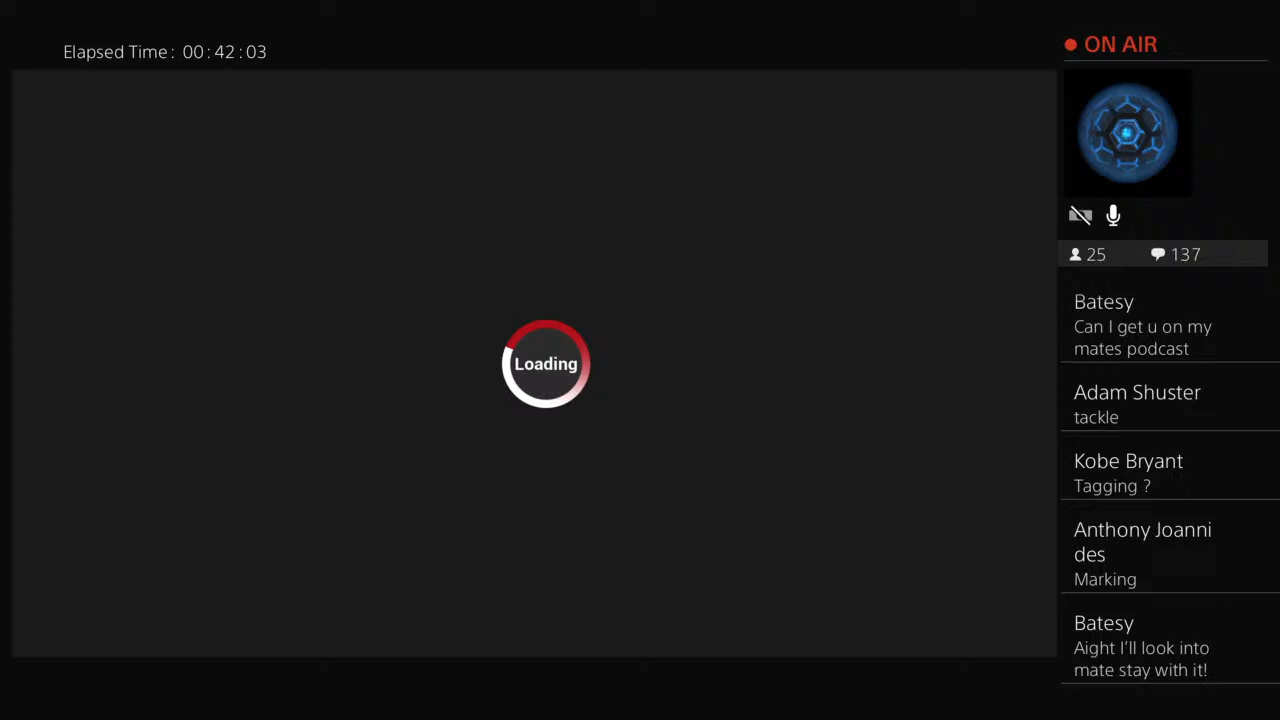 Elapsed Time: 00:42:03
ON AIR
25 137
Batesy
Can I get u on my
mates podcast
Adam Shuster
tackle
Kobe Bryant
Tagging ?
Anthony Joanni
des
Marking
Batesy
Aight I'll look into
mate stay with it!
Loading